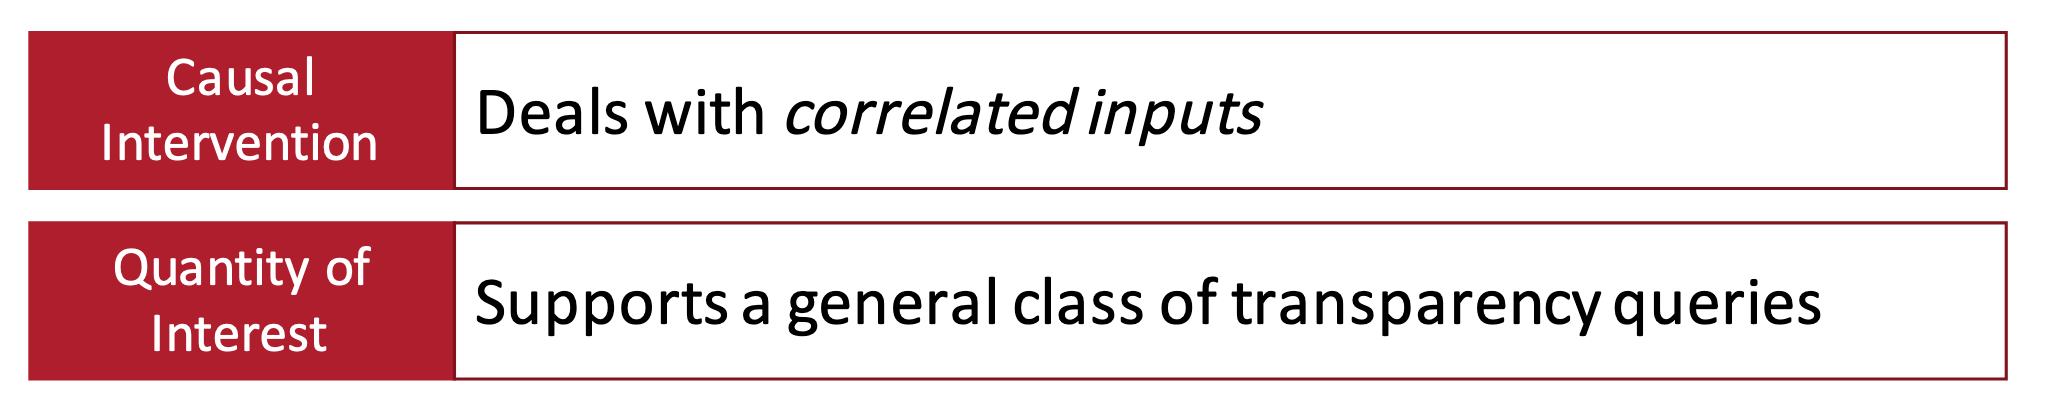 Causal
Intervention
Deals with correlated inputs
Quantity of
Interest
Supports a general class of transparency queries